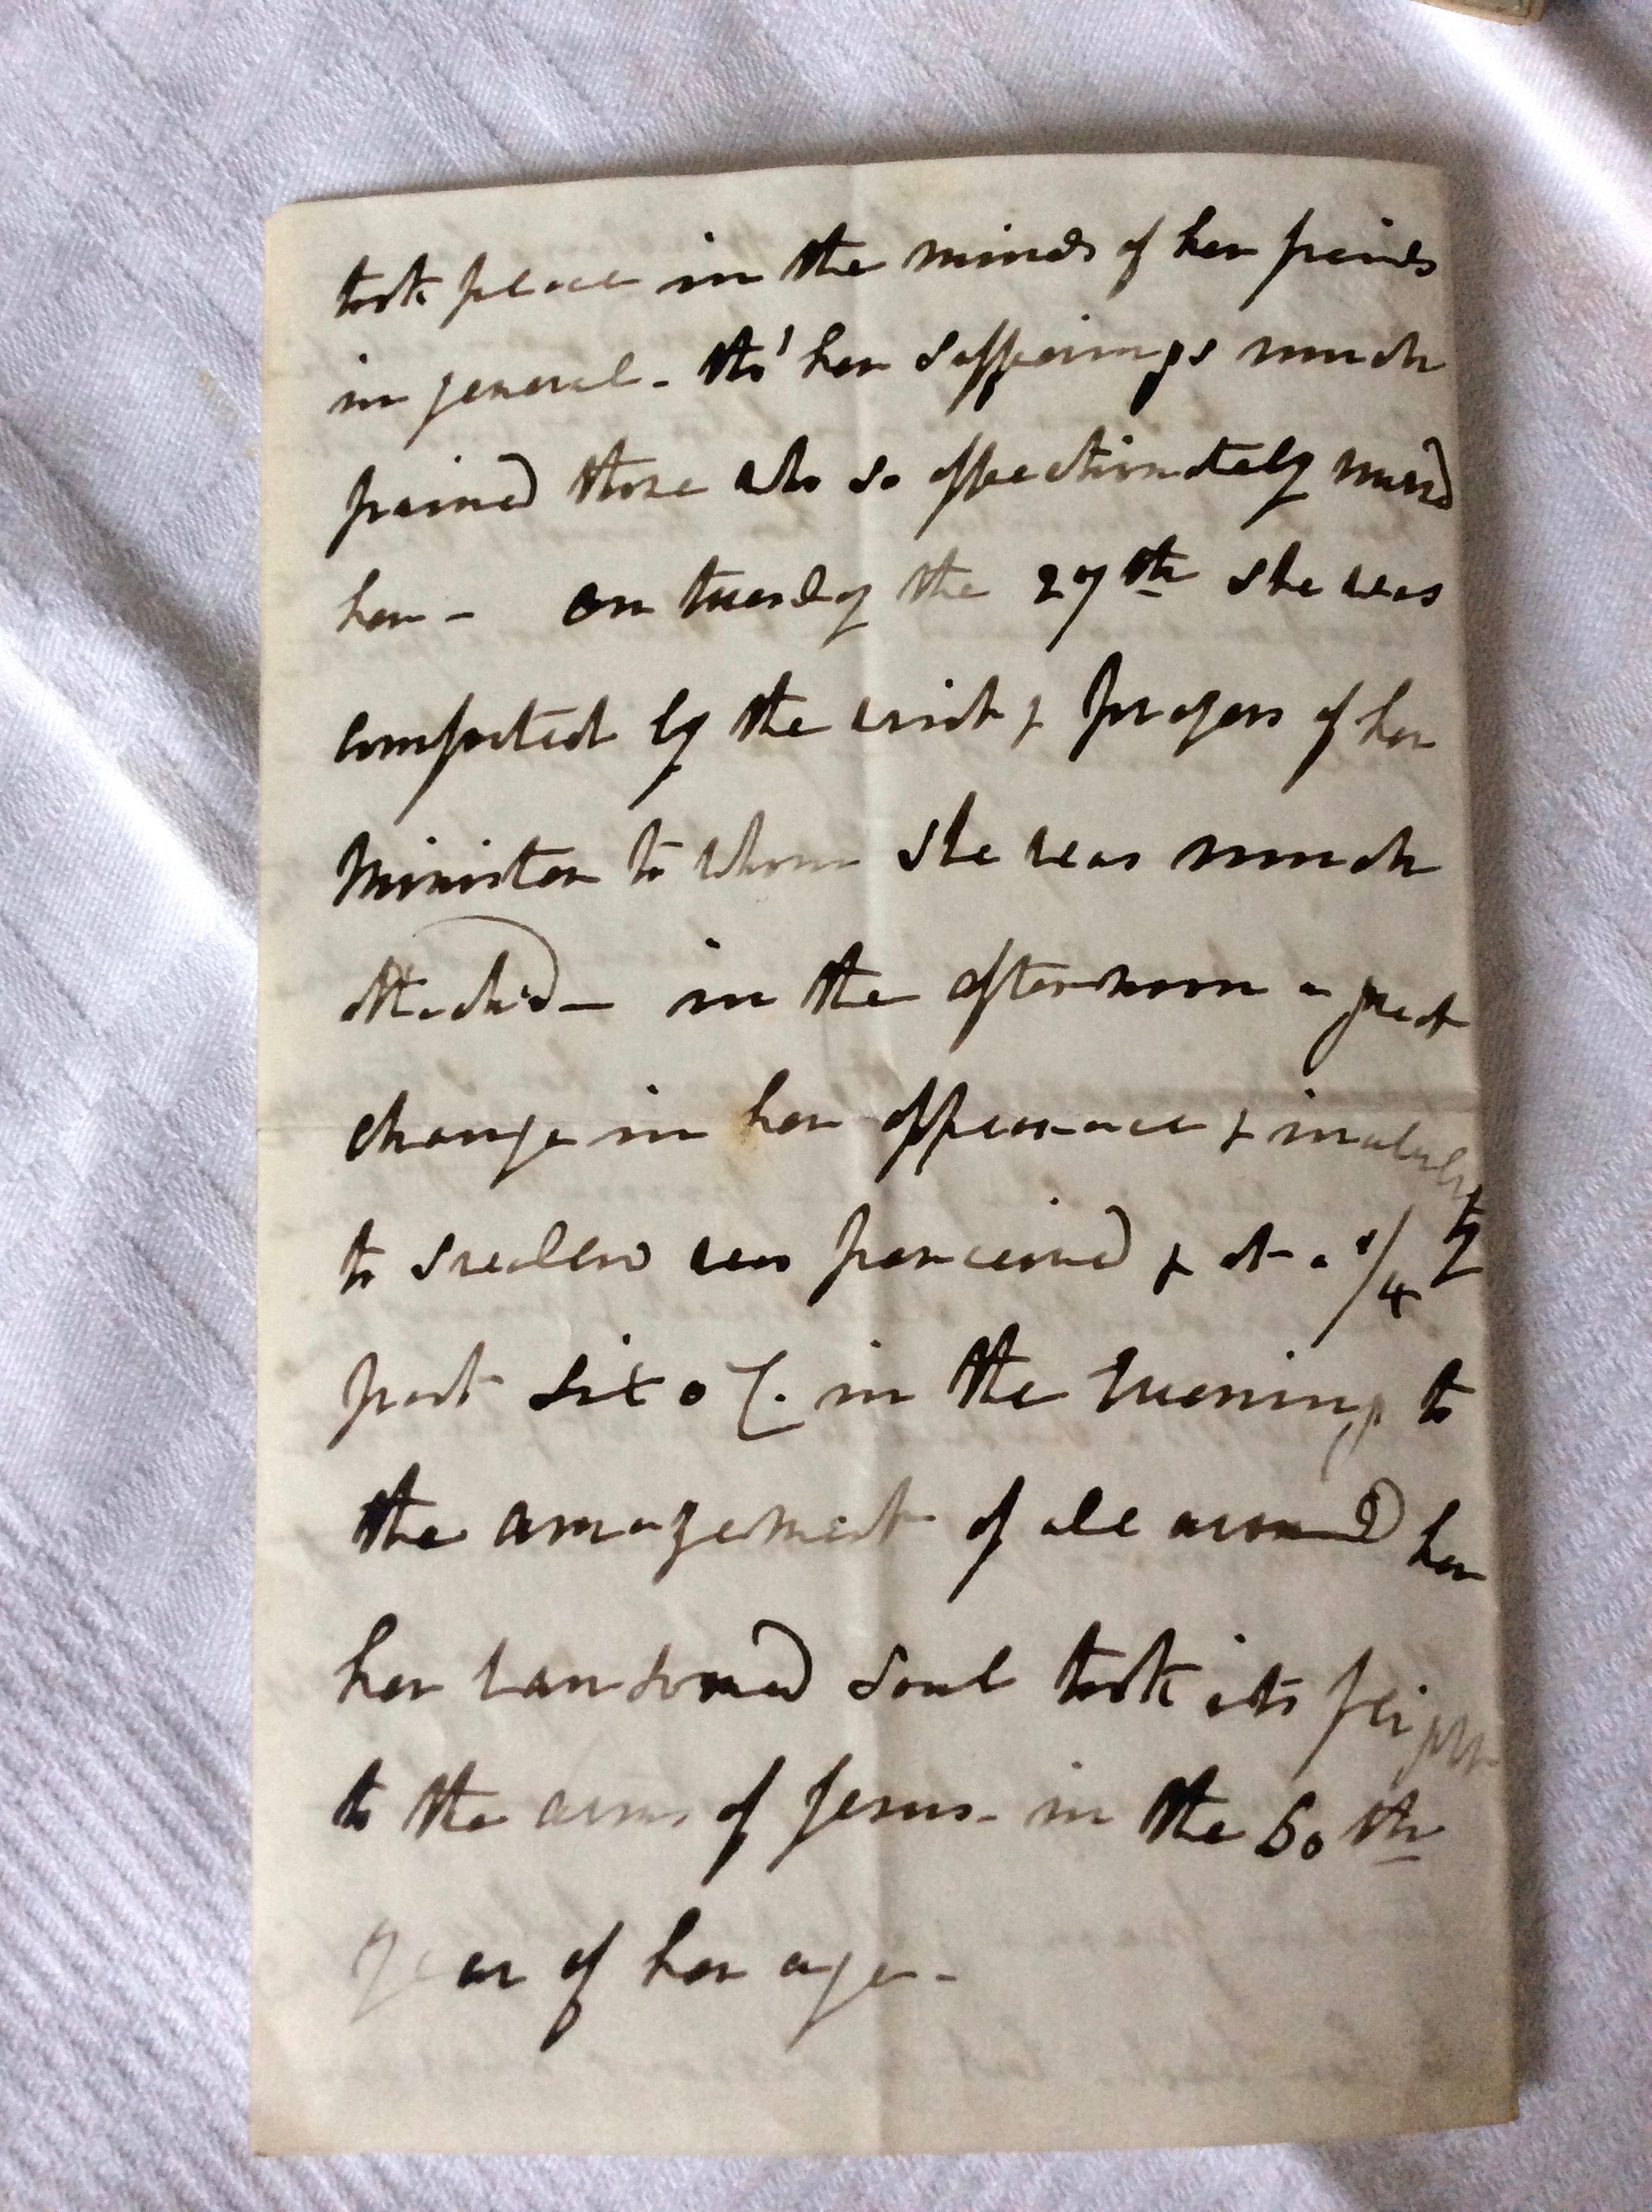 took place in the minds of her friends
in general - tho' her sufferings much
pained those who so affectionately nursd
her - on tuesday the 27th she was
comforted by the visit & prayers of her
Minister to whom she was much
attached - in the afternoon a great
change in her appearance & inability
to swallow was perceived & at a 1/4
past six o C. in the evening to
the amazement of all around her
her ransomed soul took its flight
to the arms of Jesus - in the 60th
year of her age -